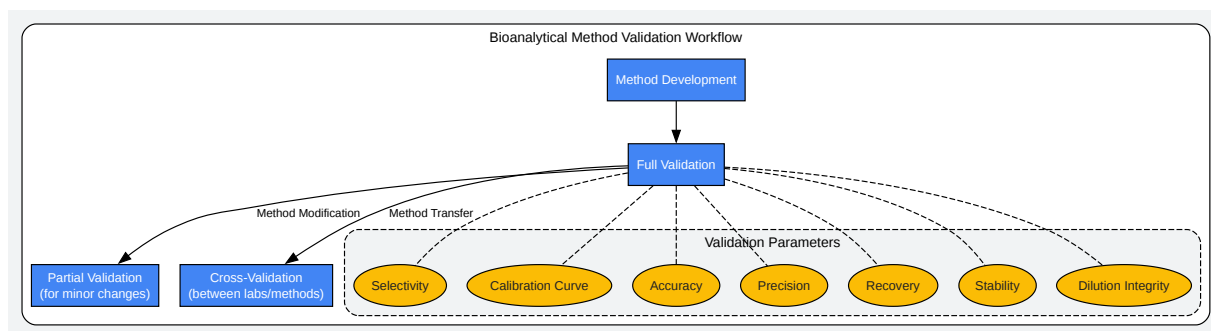 Bioanalytical Method Validation Workflow
Method Development
Full Validation
Method Modification
Method Transfer
Validation Parameters
Partial Validation
(for minor changes)
Cross-Validation
(between labs/methods)
Selectivity
Calibration Curve
Accuracy
Precision
Recovery
Stability
Dilution Integrity